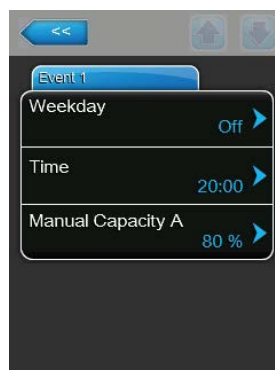 <<
Event 1
Weekday
Off
Time
20:00
Manual Capacity A
80 %